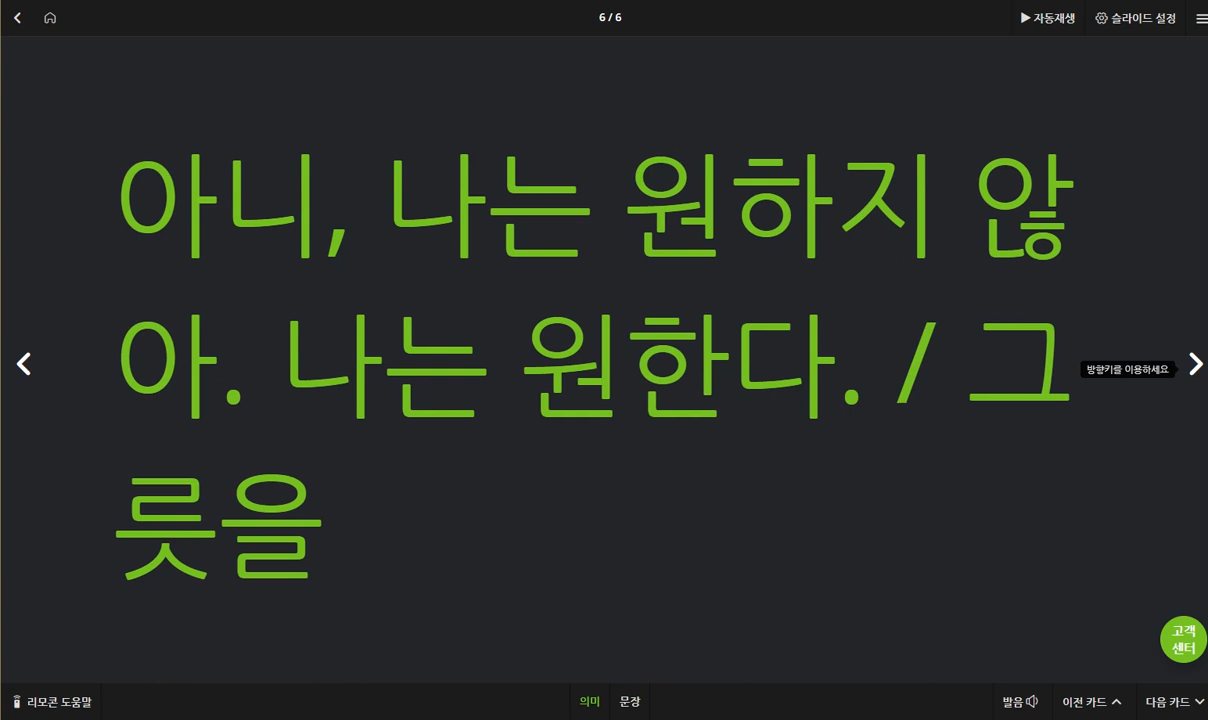 6 / 6
자동재생
슬라이드 설정
아니, 나는 원하지 않
아. 나는 원한다. / 그
릇을
방향키를 이용하세요
고객
센터
리모콘 도움말
의미
문장
발음
이전 카드
다음 카드